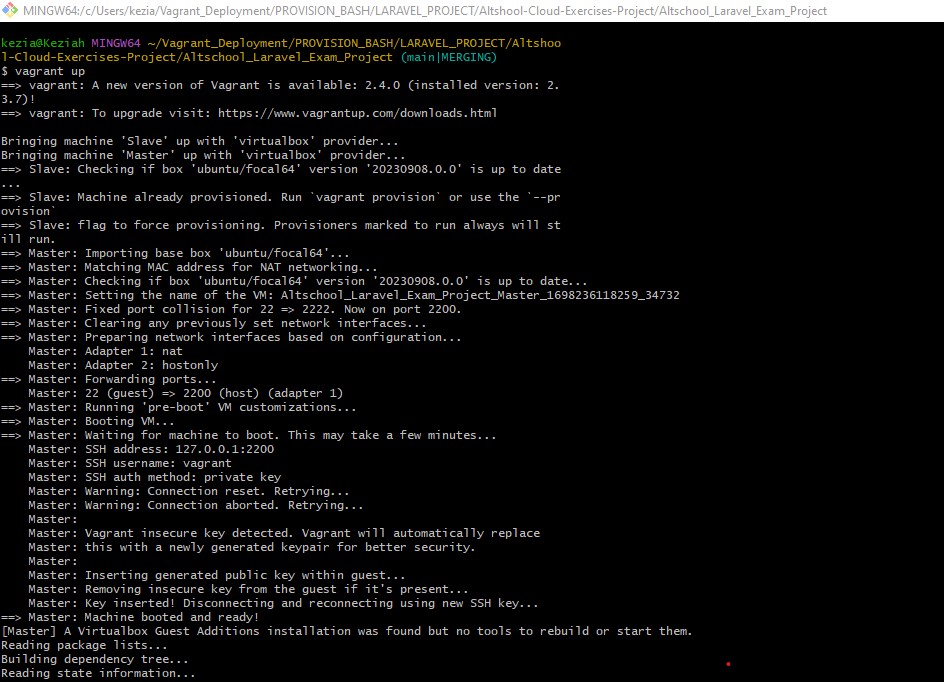 MINGW64:/c/Users/kezia/Vagrant_Deployment/PROVISION_BASH/LARAVEL_PROJECT/Altshool-Cloud-Exercises-Project/Altschool_Laravel_Exam_Project
kezia@Keziah MINGW64 ~/Vagrant_Deployment/PROVISION_BASH/LARAVEL_PROJECT/Altshoo
l-Cloud-Exercises-Project/Altschool_Laravel_Exam_Project (main|MERGING)
$ vagrant up
==> vagrant: A new version of Vagrant is available: 2.4.0 (installed version: 2.
3.7)!
==> vagrant: To upgrade visit: https://www.vagrantup.com/downloads.html
Bringing machine 'Slave' up with 'virtualbox' provider...
Bringing machine 'Master' up with 'virtualbox' provider...
==> Slave: Checking if box 'ubuntu/focal64' version '20230908.0.0' is up to date
...
==> Slave: Machine already provisioned. Run `vagrant provision` or use the `--pr
ovision`
==> Slave: flag to force provisioning. Provisioners marked to run always will st
ill run.
==> Master: Importing base box 'ubuntu/focal64'...
==> Master: Matching MAC address for NAT networking...
==> Master: Checking if box 'ubuntu/focal64' version '20230908.0.0' is up to date...
==> Master: Setting the name of the VM: Altschool_Laravel_Exam_Project_Master_1698236118259_34732
==> Master: Fixed port collision for 22 => 2222. Now on port 2200.
==> Master: Clearing any previously set network interfaces...
==> Master: Preparing network interfaces based on configuration...
    Master: Adapter 1: nat
    Master: Adapter 2: hostonly
==> Master: Forwarding ports...
    Master: 22 (guest) => 2200 (host) (adapter 1)
==> Master: Running 'pre-boot' VM customizations...
==> Master: Booting VM...
==> Master: Waiting for machine to boot. This may take a few minutes...
    Master: SSH address: 127.0.0.1:2200
    Master: SSH username: vagrant
    Master: SSH auth method: private key
    Master: Warning: Connection reset. Retrying...
    Master: Warning: Connection aborted. Retrying...
    Master:
    Master: Vagrant insecure key detected. Vagrant will automatically replace
    Master: this with a newly generated keypair for better security.
    Master:
    Master: Inserting generated public key within guest...
    Master: Removing insecure key from the guest if it's present...
    Master: Key inserted! Disconnecting and reconnecting using new SSH key...
==> Master: Machine booted and ready!
[Master] A Virtualbox Guest Additions installation was found but no tools to rebuild or start them.
Reading package lists...
Building dependency tree...
Reading state information...